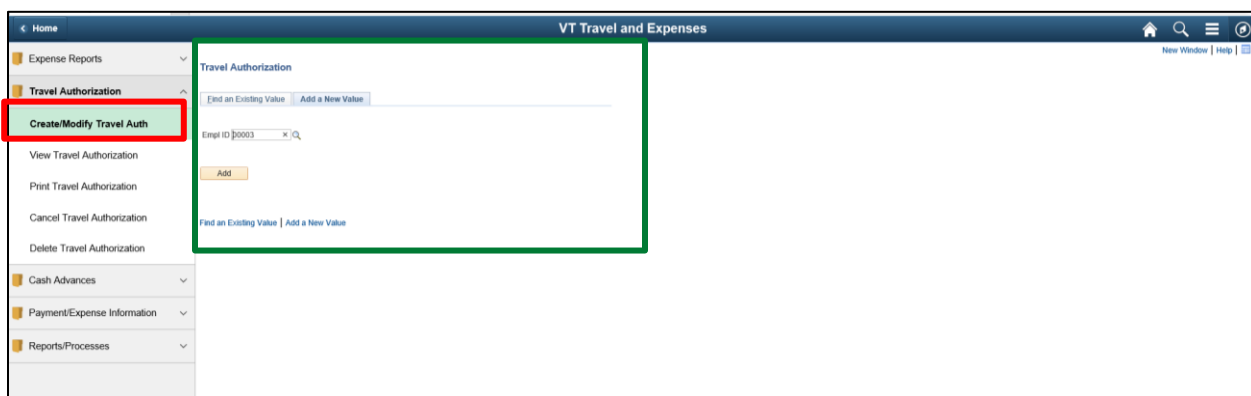 Home
VT Travel and Expenses
New Window | Help |
Expense Reports
Travel Authorization
Create/Modify Travel Auth
View Travel Authorization
Print Travel Authorization
Cancel Travel Authorization
Delete Travel Authorization
Cash Advances
Payment/Expense Information
Reports/Processes
Travel Authorization
Find an Existing Value Add a New Value
Empl ID 00003
Add
Find an Existing Value | Add a New Value